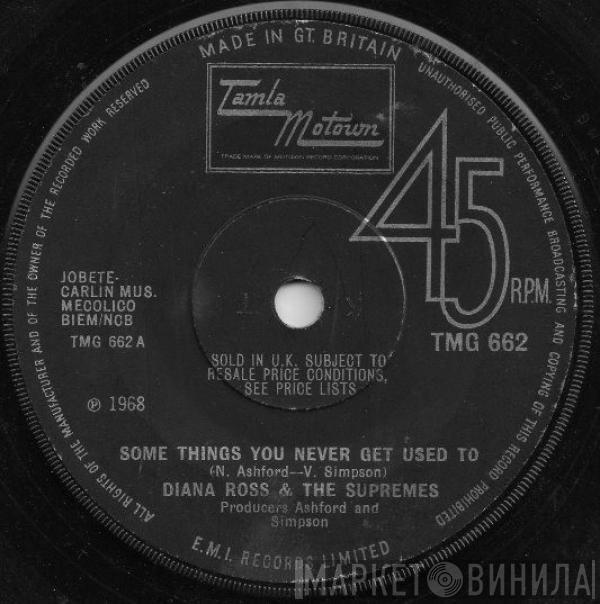 MADE IN GT. BRITAIN
UNAUTHORISED PUBLIC PERFORMANCE BROADCASTING AND COPYING OF THIS RECORD PROHIBITED
ALL RIGHTS OF THE MANUFACTURER AND OF THE OWNER OF THE RECORDED WORK RESERVED
Tamla
Motown
TRADE MARK OF MOTOWN RECORD CORPORATION
45
R.P.M.
JOBETE-
CARLIN MUS.
MECOLICO
BIEM/NCB
TMG 662 A
TMG 662
SOLD IN U.K. SUBJECT TO
RESALE PRICE CONDITIONS,
SEE PRICE LISTS
℗ 1968
SOME THINGS YOU NEVER GET USED TO
(N. Ashford--V. Simpson)
DIANA ROSS & THE SUPREMES
Producers Ashford and
Simpson
E.M.I. RECORDS LIMITED
МАРКЕТ ВИНИЛА